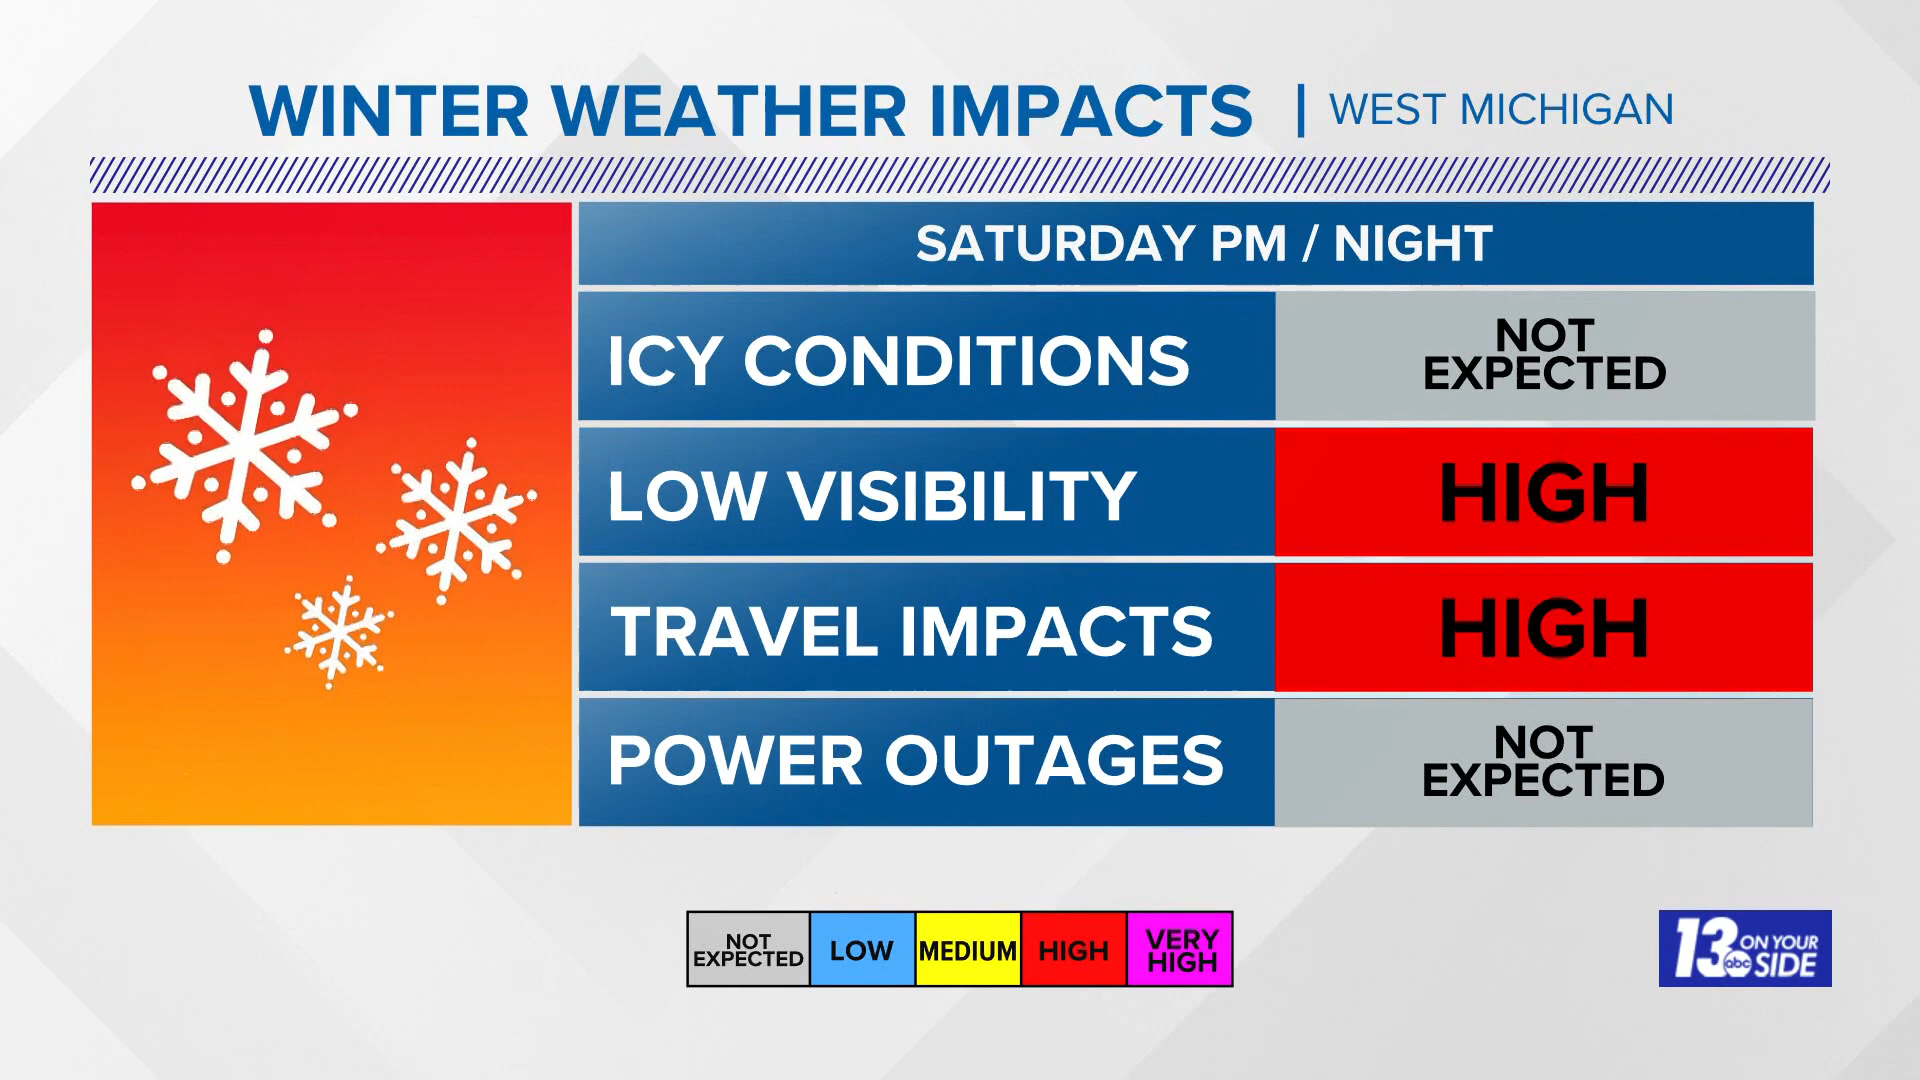 WINTER WEATHER IMPACTS | WEST MICHIGAN
SATURDAY PM / NIGHT
ICY CONDITIONS
NOT
EXPECTED
LOW VISIBILITY
HIGH
TRAVEL IMPACTS
HIGH
POWER OUTAGES
NOT
EXPECTED
NOT
EXPECTED
LOW
MEDIUM
HIGH
VERY
HIGH
13
abc
ON YOUR
SIDE